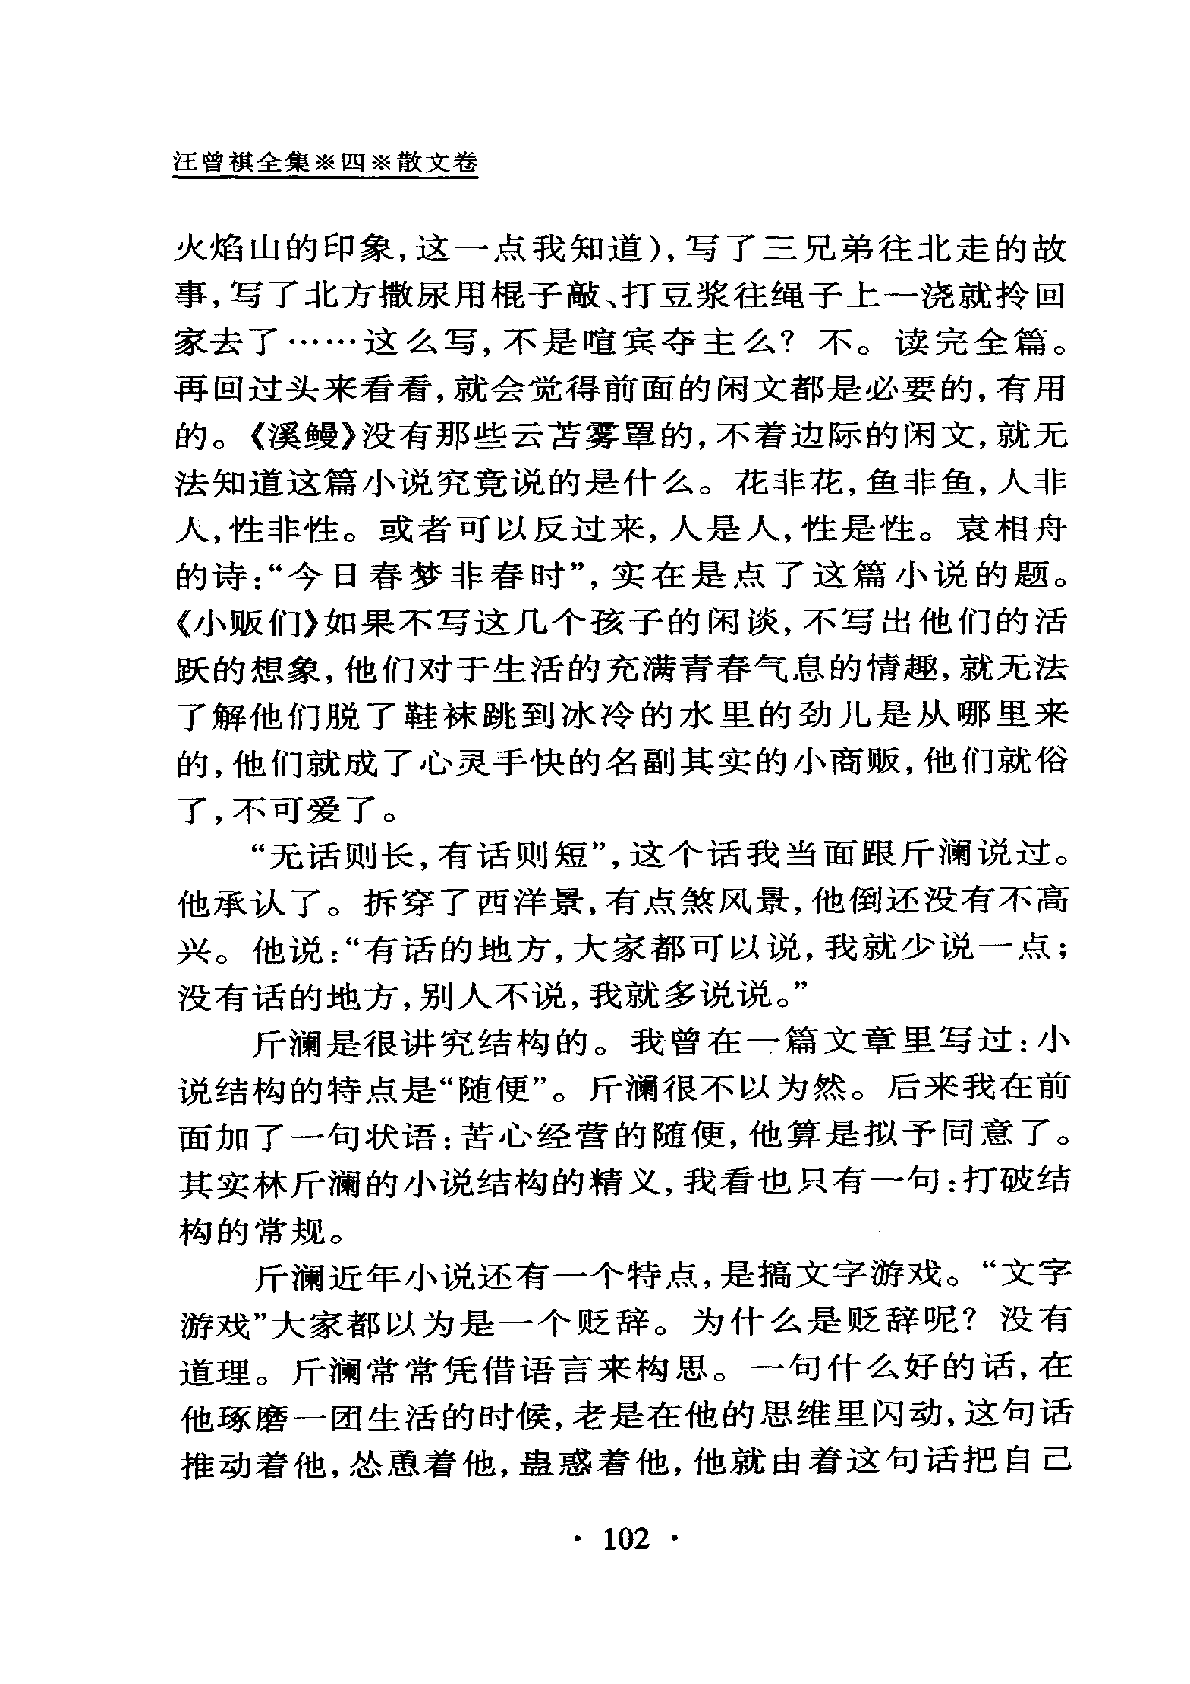 汪曾祺全集※四※散文卷
火焰山的印象,这一点我知道),写了三兄弟往北走的故
事,写了北方撒尿用棍子敲、打豆浆往绳子上一浇就拎回
家去了……这么写,不是喧宾夺主么? 不。读完全篇。
再回过头来看看,就会觉得前面的闲文都是必要的,有用
的。《溪鳗》没有那些云苫雾罩的,不着边际的闲文,就无
法知道这篇小说究竟说的是什么。花非花,鱼非鱼,人非
人,性非性。或者可以反过来,人是人,性是性。袁相舟
的诗:“今日春梦非春时”,实在是点了这篇小说的题。
《小贩们》如果不写这几个孩子的闲谈,不写出他们的活
跃的想象,他们对于生活的充满青春气息的情趣,就无法
了解他们脱了鞋袜跳到冰冷的水里的劲儿是从哪里来
的,他们就成了心灵手快的名副其实的小商贩,他们就俗
了,不可爱了。
“无话则长,有话则短”,这个话我当面跟斤澜说过。
他承认了。拆穿了西洋景,有点煞风景,他倒还没有不高
兴。他说:“有话的地方,大家都可以说,我就少说一点;
没有话的地方,别人不说,我就多说说。”
斤澜是很讲究结构的。我曾在一篇文章里写过:小
说结构的特点是“随便”。斤澜很不以为然。后来我在前
面加了一句状语:苦心经营的随便,他算是拟予同意了。
其实林斤澜的小说结构的精义,我看也只有一句:打破结
构的常规。
斤澜近年小说还有一个特点,是搞文字游戏。“文字
游戏”大家都以为是一个贬辞。为什么是贬辞呢? 没有
道理。斤澜常常凭借语言来构思。一句什么好的话,在
他琢磨一团生活的时候,老是在他的思维里闪动,这句话
推动着他,怂恿着他,蛊惑着他,他就由着这句话把自己
· 102 ·